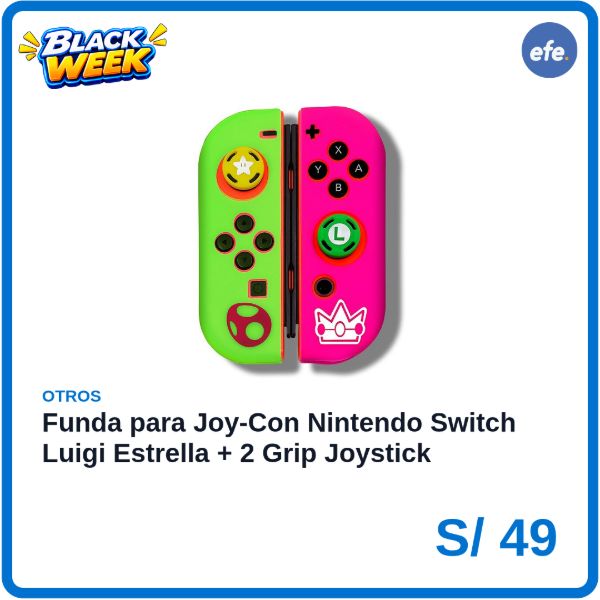 BLACK
WEEK
efe.
X
Y
A
B
L
OTROS
Funda para Joy-Con Nintendo Switch
Luigi Estrella + 2 Grip Joystick
S/ 49